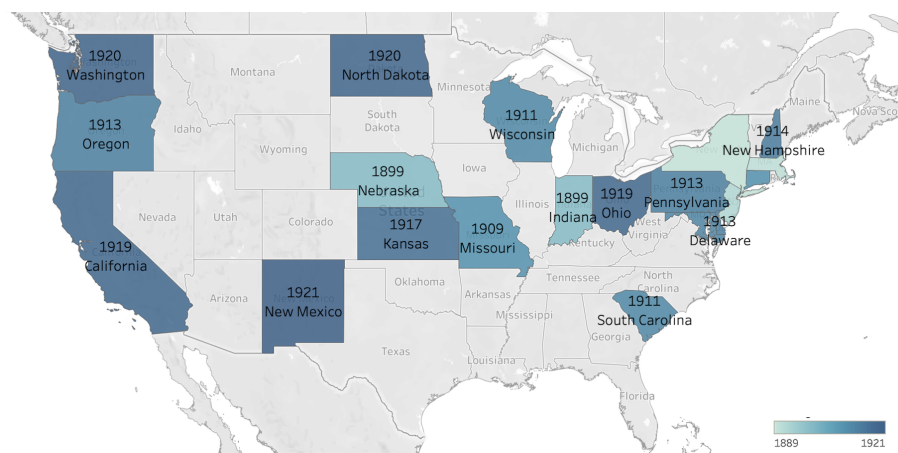 1920
Washington
1920
North Dakota
Montana
Minnesota
Maine
Nova Sco
1913
Oregon
Idaho
South
Dakota
1911
Wisconsin
Michigan
1914
New Hampshire
Wyoming
Iowa
1899
Nebraska
States
Nevada
Utah
Colorado
Illinois
1899
Indiana
1919
Ohio
1913
Pennsylvania
1919
California
1917
Kansas
1909
Missouri
Kentucky
West
Virginia
1913
Delaware
Arizona
1921
New Mexico
Oklahoma
Arkansas
Tennessee
North
Carolina
Mississippi
1911
South Carolina
Georgia
Texas
Louisiana
Florida
1889
1921